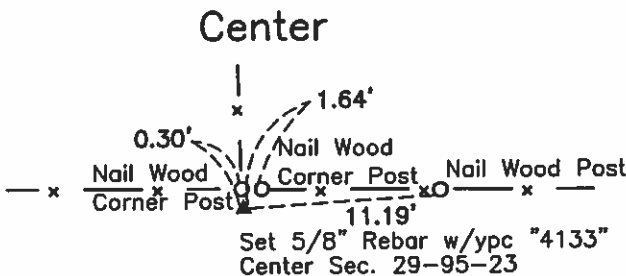 Center
1.64'
0.30'
Nail Wood
Corner Post
Nail Wood
Corner Post
Nail Wood Post
11.19'
Set 5/8" Rebar w/ypc "4133"
Center Sec. 29-95-23